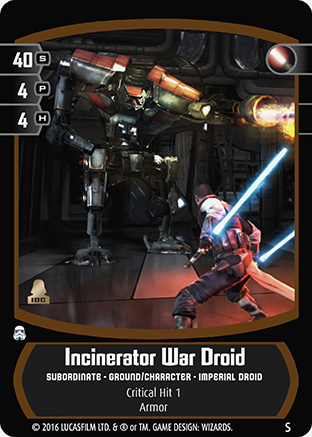 40 S
4 P
4 H
IDC
Incinerator War Droid
SUBORDINATE - GROUND/CHARACTER - IMPERIAL DROID
Critical Hit 1
Armor
© 2016 LUCASFILM LTD. & ® or TM. GAME DESIGN: WIZARDS. S